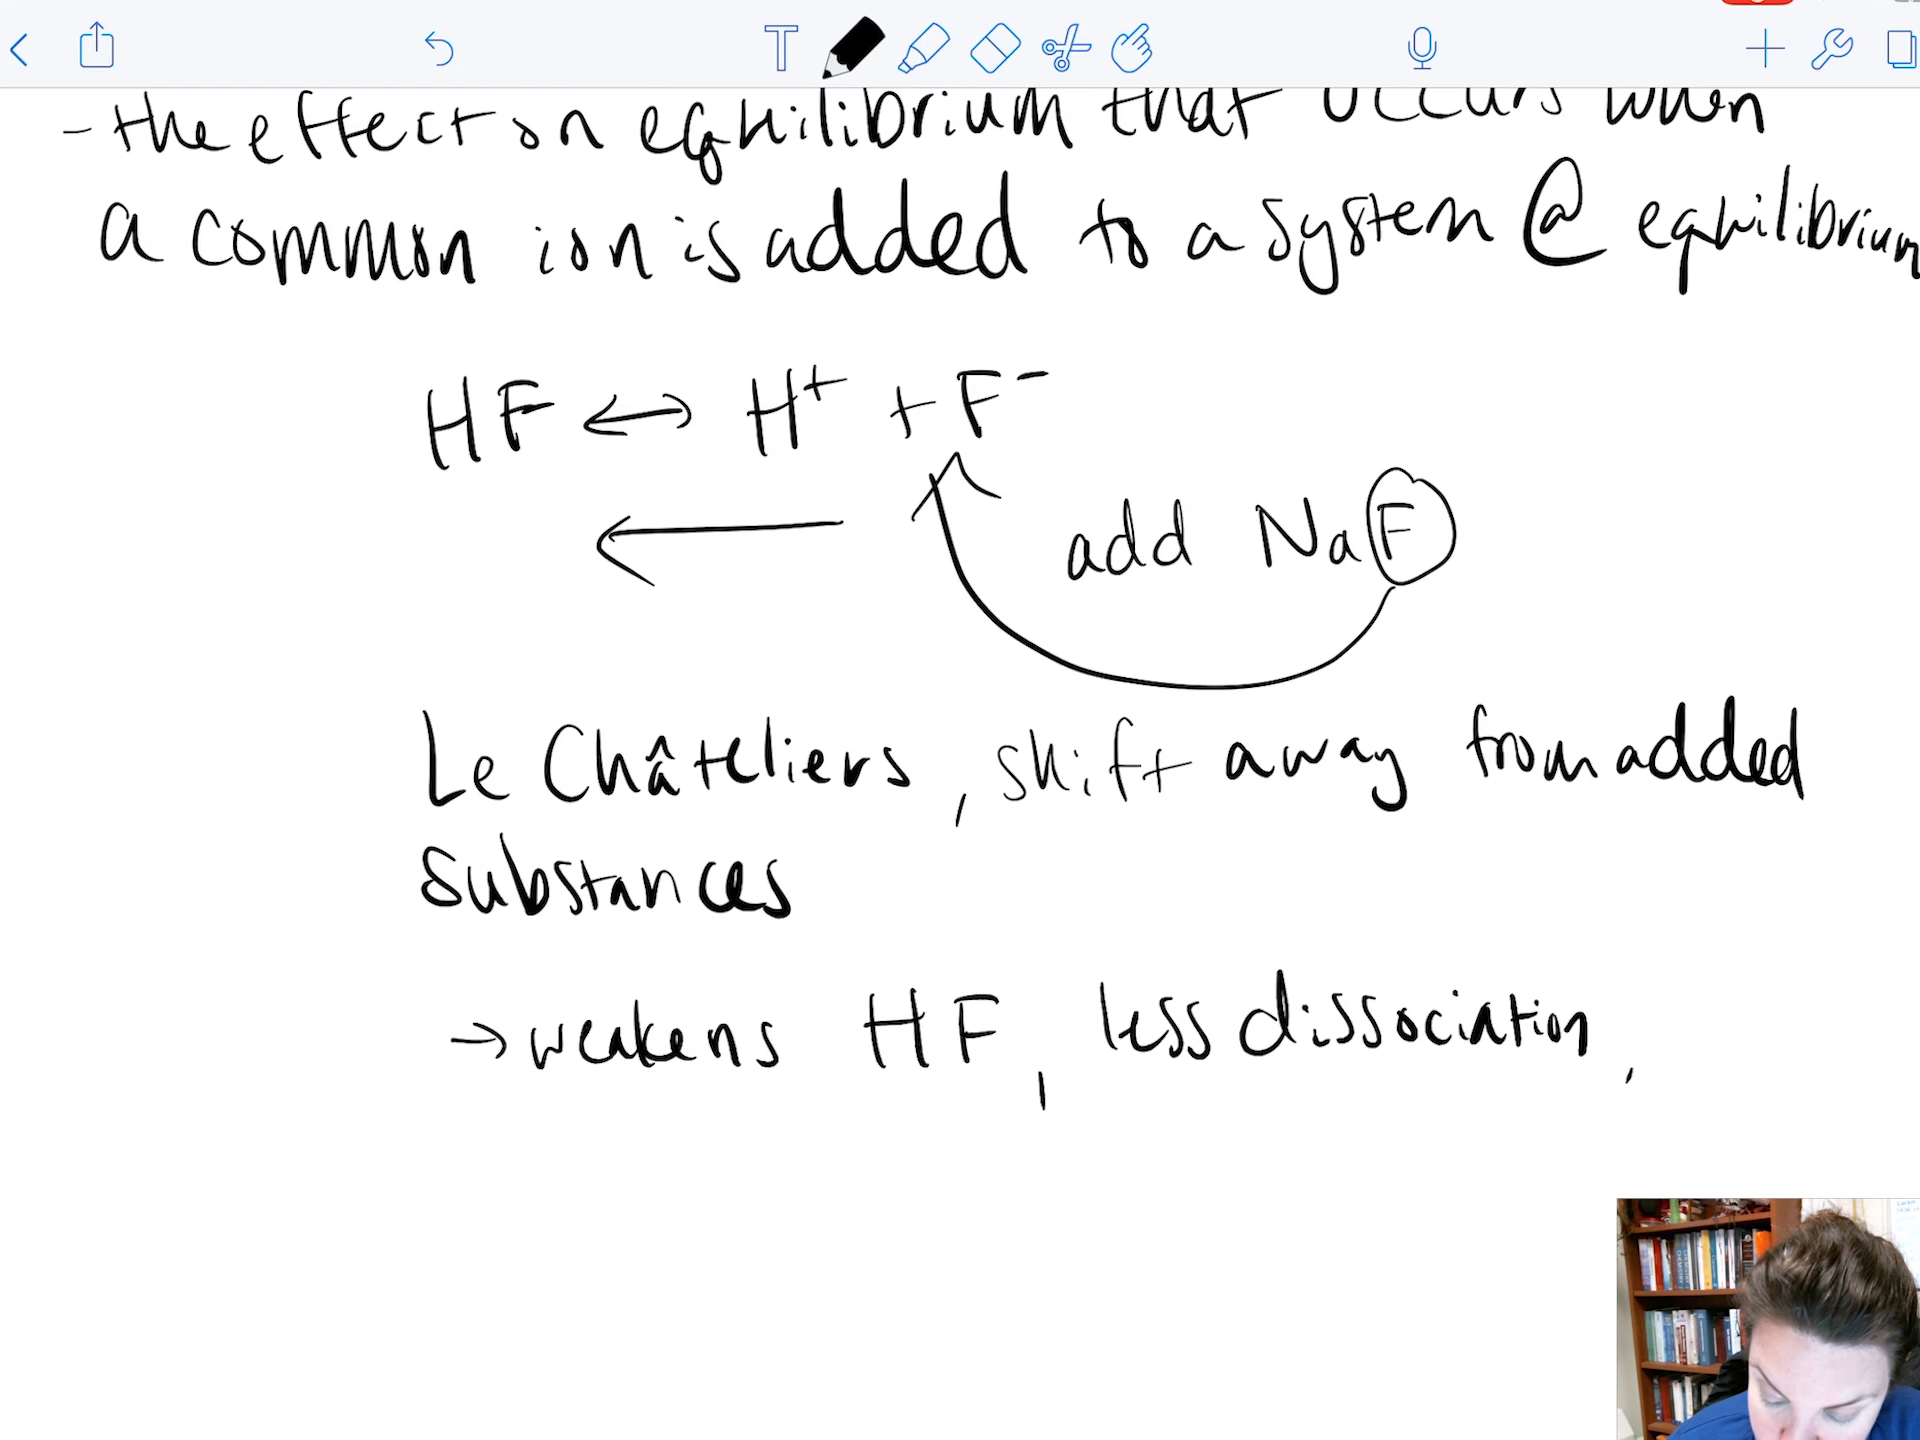 - the effect on equilibrium that occurs when
a common ion is added to a system @ equilibrium
HF ↔ H⁺ + F⁻
←
add NaF
Le Châteliers, shift away from added
substances
→ weakens HF, less dissociation,